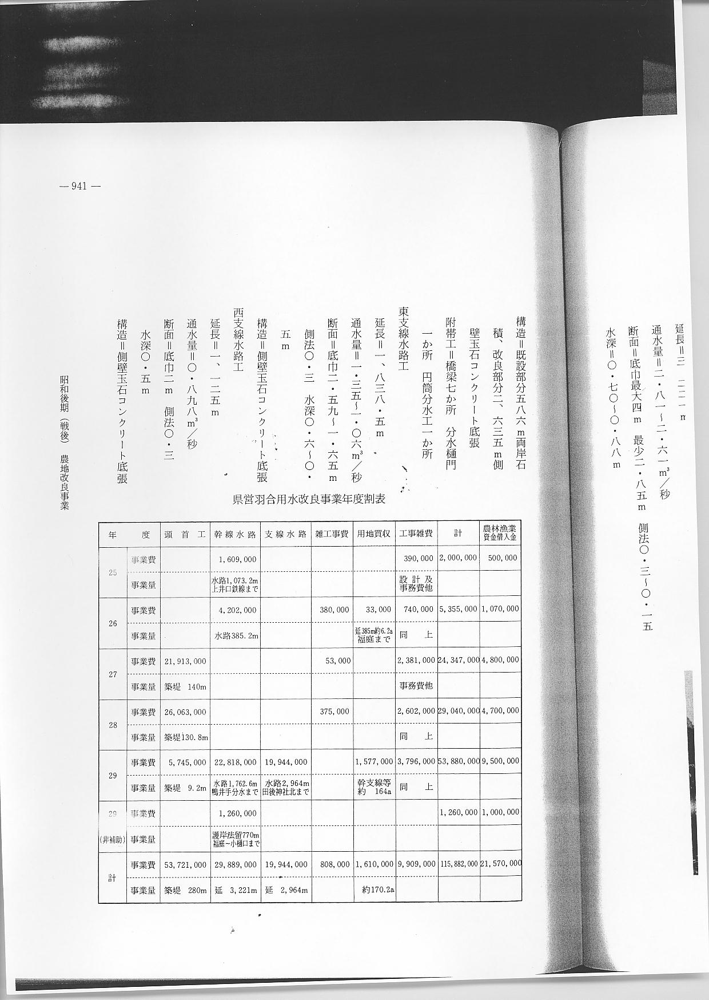 延長＝三
通水量＝二・八一〜二・六一m³／秒
断面＝底巾最大四m　最少二・八五m　側法〇・三〜〇・一五
水深＝〇・七〇〜〇・八八m
構造＝既設部分五八六m両岸石
積、改良部分二、六三五m側
壁玉石コンクリート底張
附帯工＝橋梁七か所　分水樋門
一か所　円筒分水工一か所
東支線水路工
延長＝一、八三八・五m
通水量＝一・三五〜一・〇六m³／秒
断面＝底巾二・五九〜一・六五m
側法〇・三　水深〇・六〜〇・
五m
構造＝側壁玉石コンクリート底張
西支線水路工
延長＝一、一二五m
通水量＝〇・八九八m³／秒
断面＝底巾二m　側法〇・三
水深〇・五m
構造＝側壁玉石コンクリート底張
県営羽合用水改良事業年度割表
年　度　頭首工　幹線水路　支線水路　雑工事費　用地買収　工事雑費　計　農林漁業
資金借入金
25　事業費　1,609,000　390,000　2,000,000　500,000
事業量　水路1,073.2m　設計及
上井口鉄線まで　事務費他
26　事業費　4,202,000　380,000　33,000　740,000　5,355,000　1,070,000
事業量　水路385.2m　延385m約6.2a　同　上
福庭まで
27　事業費　21,913,000　53,000　2,381,000　24,347,000　4,800,000
事業量　築堤　140m　事務費他
28　事業費　26,063,000　375,000　2,602,000　29,040,000　4,700,000
事業量　築堤130.8m　同　上
29　事業費　5,745,000　22,818,000　19,944,000　1,577,000　3,796,000　53,880,000　9,500,000
事業量　築堤　9.2m　水路1,762.6m　水路2,964m　幹支線等　同　上
鴨井手分水まで　田後神社北まで　約　164a
29　事業費　1,260,000　1,260,000　1,000,000
(非補助)　事業量　護岸法留770m
福庭〜小樋口まで
計　事業費　53,721,000　29,889,000　19,944,000　808,000　1,610,000　9,909,000　115,882,000　21,570,000
事業量　築堤　280m　延　3,221m　延　2,964m　約170.2a
昭和後期（戦後）　農地改良事業
— 941 —